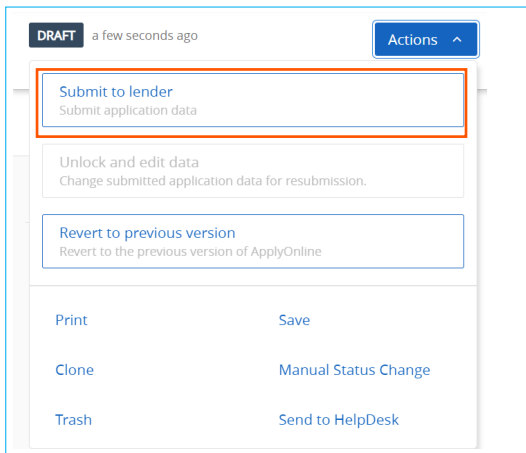 DRAFT a few seconds ago
Actions
Submit to lender
Submit application data
Unlock and edit data
Change submitted application data for resubmission.
Revert to previous version
Revert to the previous version of ApplyOnline
Print Save
Clone Manual Status Change
Trash Send to HelpDesk